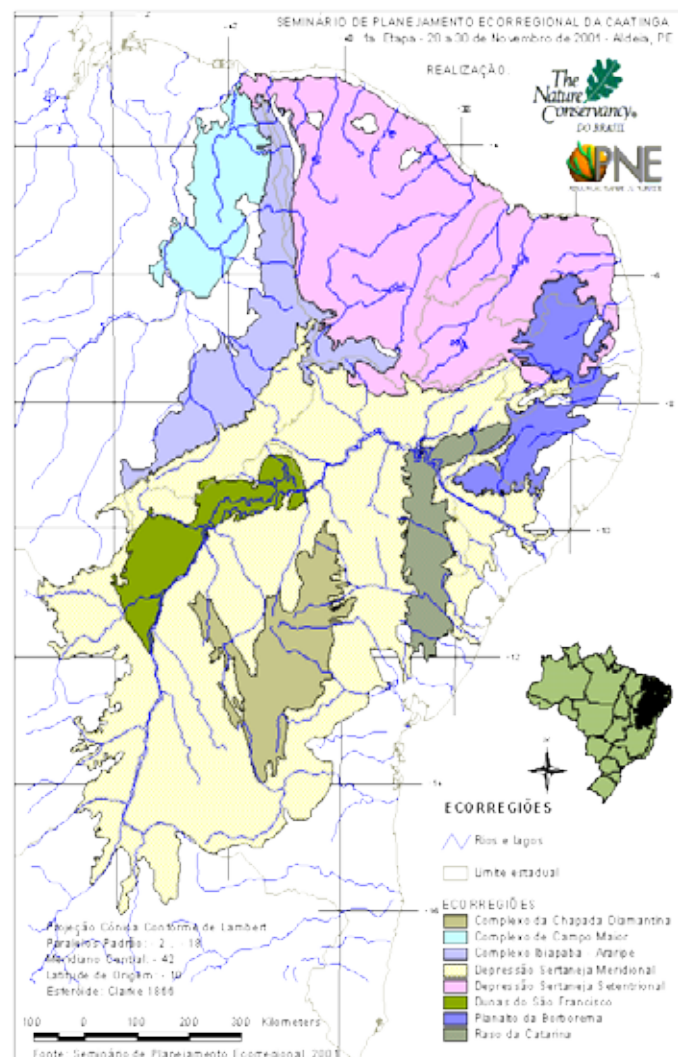 SEMINÁRIO DE PLANEJAMENTO ECORREGIONAL DA CAATINGA
1a. Etapa - 28 a 30 de Novembro de 2001 - Aldeia, PE
REALIZAÇÃO:
The
Nature
Conservancy®
DO BRASIL
PNE
ECORREGIÕES
Rios e lagos
Limite estadual
ECORREGIÕES
Complexo da Chapada Diamantina
Complexo de Campo Maior
Complexo Ibiapaba - Araripe
Depressão Sertaneja Meridional
Depressão Sertaneja Setentrional
Dunas do São Francisco
Planalto da Borborema
Raso da Catarina
Projeção Cônica Conforme de Lambert
Paralelos Padrão: - 2 , - 18
Meridiano Central: - 42
Latitude de Origem: - 10
Esferóide: Clarke 1866
100 0 100 200 300 Kilometers
Fonte: Seminário de Planejamento Ecorregional 2001